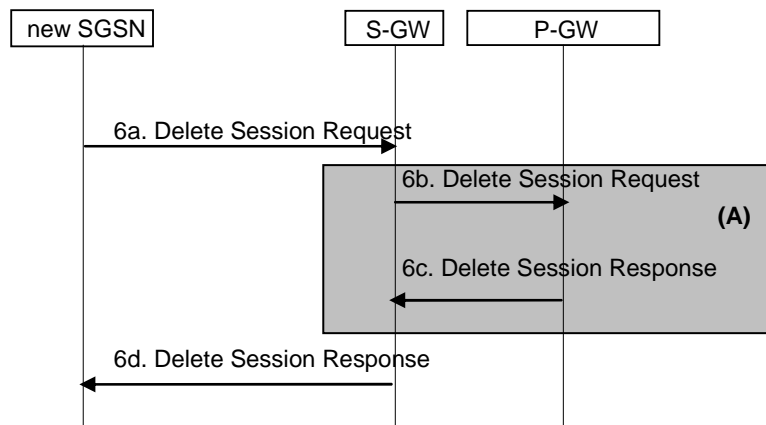 new SGSN
S-GW
P-GW
6a. Delete Session Request
6b. Delete Session Request
(A)
6c. Delete Session Response
6d. Delete Session Response